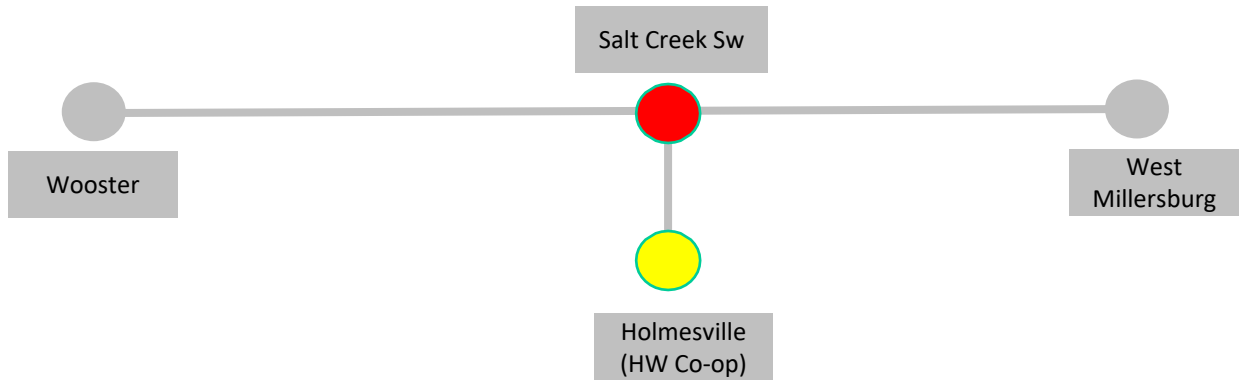 Salt Creek Sw
Wooster
West
Millersburg
Holmesville
(HW Co-op)